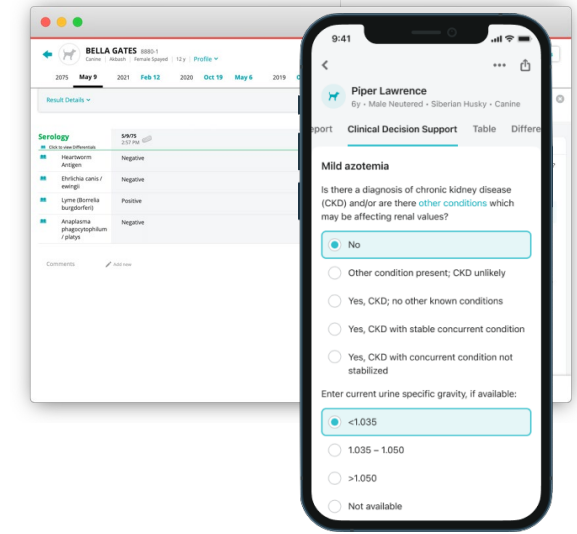 BELLA GATES 8880-1
Canine | Akbash | Female Spayed | 12 y | Profile
2075 May 9 2021 Feb 12 2020 Oct 19 May 6 2019
Result Details
Serology
Click to view Differentials
5/9/75
2:57 PM
Heartworm Antigen Negative
Ehrlichia canis / ewingii Negative
Lyme (Borrelia burgdorferi) Positive
Anaplasma phagocytophilum / platys Negative
Comments Add new
9:41
Piper Lawrence
6y • Male Neutered • Siberian Husky • Canine
eport Clinical Decision Support Table Differe
Mild azotemia
Is there a diagnosis of chronic kidney disease
(CKD) and/or are there other conditions which
may be affecting renal values?
No
Other condition present; CKD unlikely
Yes, CKD; no other known conditions
Yes, CKD with stable concurrent condition
Yes, CKD with concurrent condition not
stabilized
Enter current urine specific gravity, if available:
<1.035
1.035 – 1.050
>1.050
Not available